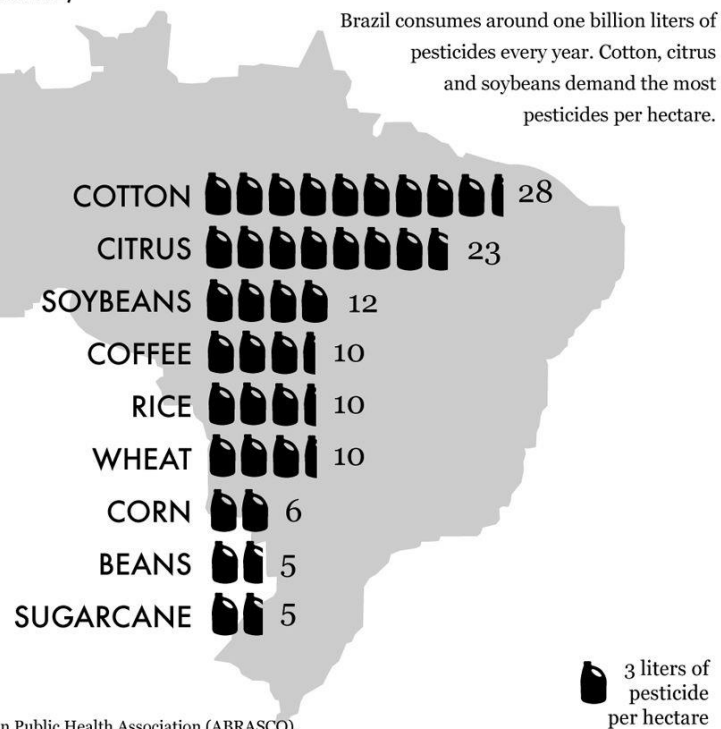 Brazil consumes around one billion liters of
pesticides every year. Cotton, citrus
and soybeans demand the most
pesticides per hectare.
COTTON 28
CITRUS 23
SOYBEANS 12
COFFEE 10
RICE 10
WHEAT 10
CORN 6
BEANS 5
SUGARCANE 5
3 liters of
pesticide
per hectare
Public Health Association (ABRASCO)